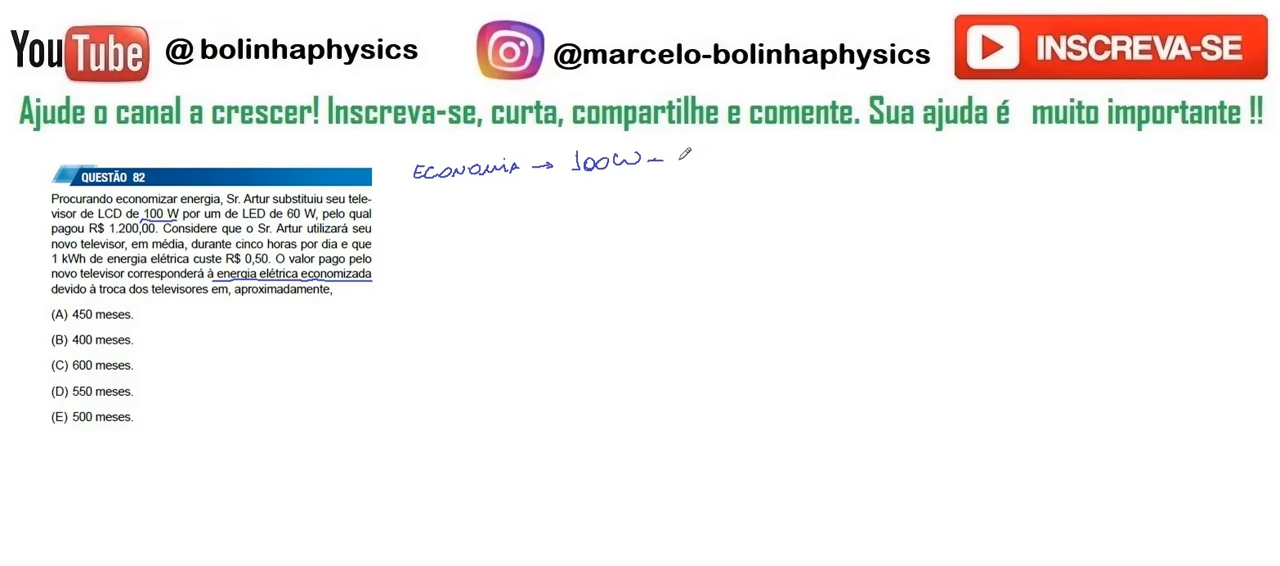 YouTube @bolinhaphysics @marcelo-bolinhaphysics INSCREVA-SE
Ajude o canal a crescer! Inscreva-se, curta, compartilhe e comente. Sua ajuda é muito importante !!
ECONOMIA → 100W –
QUESTÃO 82
Procurando economizar energia, Sr. Artur substituiu seu tele-
visor de LCD de 100 W por um de LED de 60 W, pelo qual
pagou R$ 1.200,00. Considere que o Sr. Artur utilizará seu
novo televisor, em média, durante cinco horas por dia e que
1 kWh de energia elétrica custe R$ 0,50. O valor pago pelo
novo televisor corresponderá à energia elétrica economizada
devido à troca dos televisores em, aproximadamente,
(A) 450 meses.
(B) 400 meses.
(C) 600 meses.
(D) 550 meses.
(E) 500 meses.